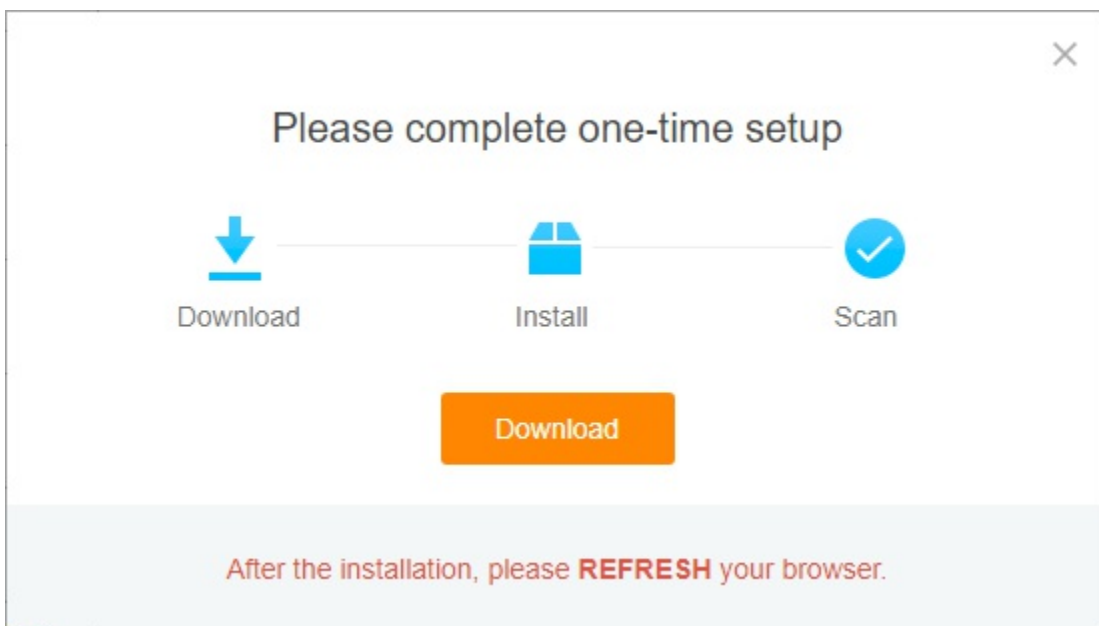 Please complete one-time setup
Download
Install
Scan
Download
After the installation, please REFRESH your browser.